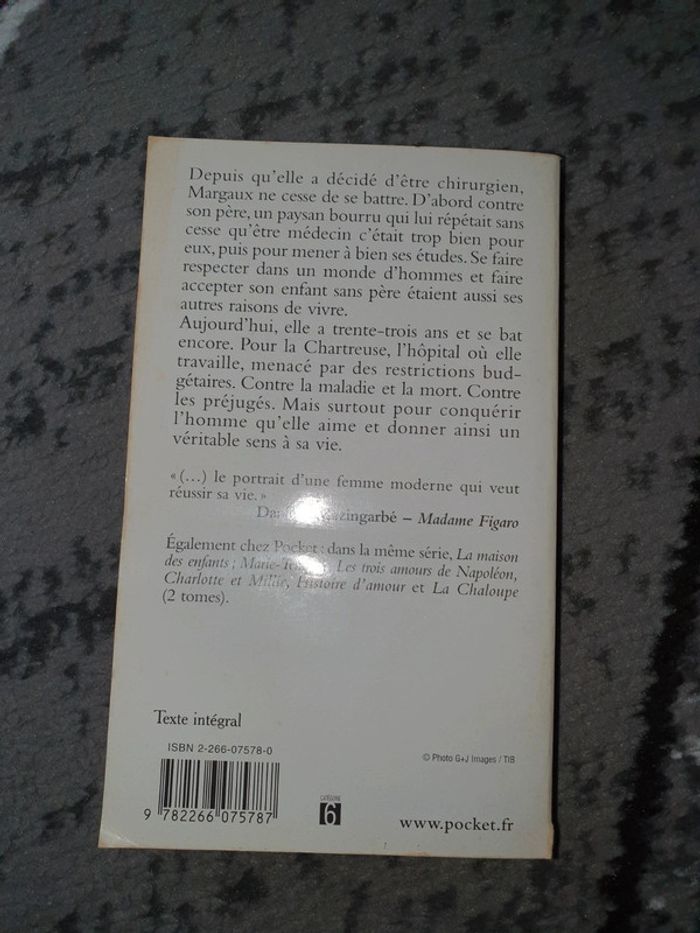 Depuis qu'elle a décidé d'être chirurgien,
Margaux ne cesse de se battre. D'abord contre
son père, un paysan bourru qui lui répétait sans
cesse qu'être médecin c'était trop bien pour
eux, puis pour mener à bien ses études. Se faire
respecter dans un monde d'hommes et faire
accepter son enfant sans père étaient aussi ses
autres raisons de vivre.
Aujourd'hui, elle a trente-trois ans et se bat
encore. Pour la Chartreuse, l'hôpital où elle
travaille, menacé par des restrictions bud-
gétaires. Contre la maladie et la mort. Contre
les préjugés. Mais surtout pour conquérir
l'homme qu'elle aime et donner ainsi un
véritable sens à sa vie.
« (...) le portrait d'une femme moderne qui veut
réussir sa vie. »
– Madame Figaro
Également chez Pocket : dans la même série, La maison
des enfants ; Les trois amours de Napoléon,
Charlotte et Millie, Histoire d'amour et La Chaloupe
(2 tomes).
Texte intégral
ISBN 2-266-07578-0
© Photo G+J Images / TIB
9 782266 075787
CATÉGORIE
6
www.pocket.fr